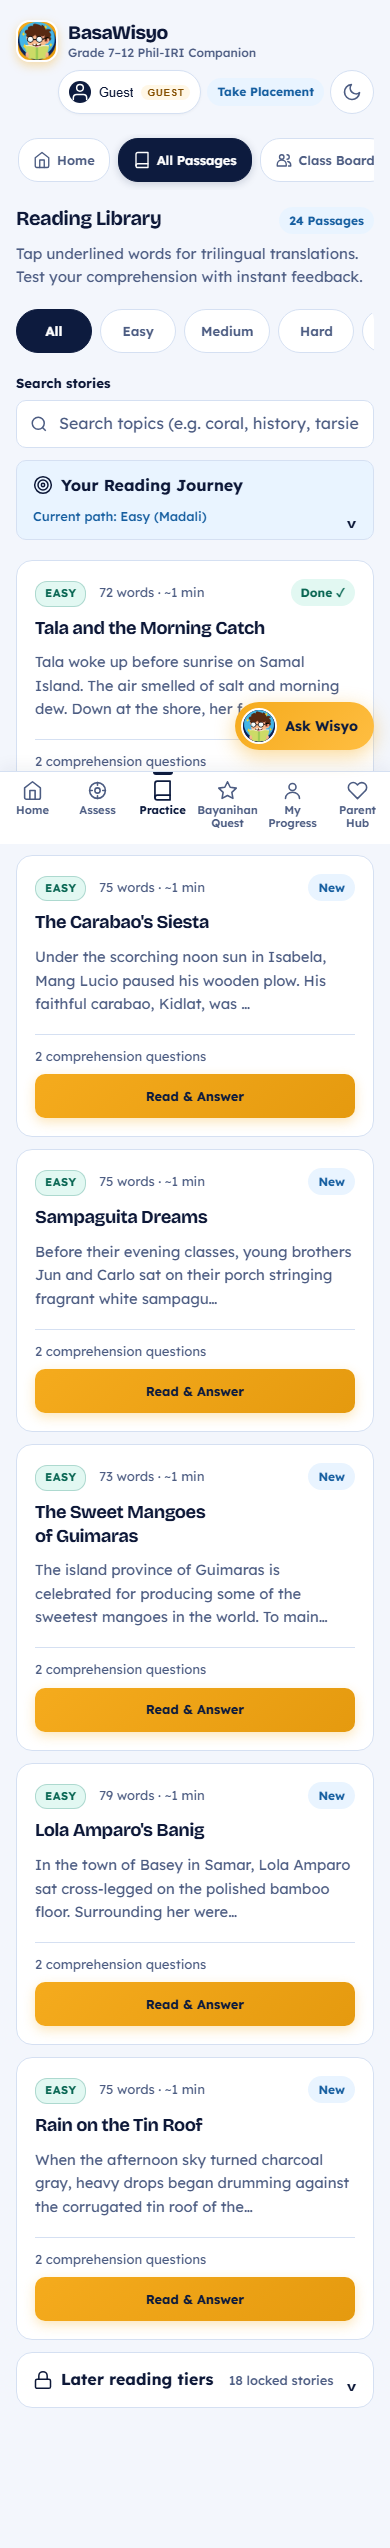 BasaWisyo
Grade 7–12 Phil-IRI Companion
Guest GUEST Take Placement
Home All Passages Class Board
Reading Library 24 Passages
Tap underlined words for trilingual translations.
Test your comprehension with instant feedback.
All Easy Medium Hard
Search stories
Search topics (e.g. coral, history, tarsie
Your Reading Journey
Current path: Easy (Madali) v
EASY 72 words · ~1 min Done ✓
Tala and the Morning Catch
Tala woke up before sunrise on Samal
Island. The air smelled of salt and morning
dew. Down at the shore, her f
Ask Wisyo
2 comprehension questions
Home Assess Practice Bayanihan Quest My Progress Parent Hub
EASY 75 words · ~1 min New
The Carabao's Siesta
Under the scorching noon sun in Isabela,
Mang Lucio paused his wooden plow. His
faithful carabao, Kidlat, was ...
2 comprehension questions
Read & Answer
EASY 75 words · ~1 min New
Sampaguita Dreams
Before their evening classes, young brothers
Jun and Carlo sat on their porch stringing
fragrant white sampagu...
2 comprehension questions
Read & Answer
EASY 73 words · ~1 min New
The Sweet Mangoes
of Guimaras
The island province of Guimaras is
celebrated for producing some of the
sweetest mangoes in the world. To main...
2 comprehension questions
Read & Answer
EASY 79 words · ~1 min New
Lola Amparo's Banig
In the town of Basey in Samar, Lola Amparo
sat cross-legged on the polished bamboo
floor. Surrounding her were...
2 comprehension questions
Read & Answer
EASY 75 words · ~1 min New
Rain on the Tin Roof
When the afternoon sky turned charcoal
gray, heavy drops began drumming against
the corrugated tin roof of the...
2 comprehension questions
Read & Answer
Later reading tiers 18 locked stories v